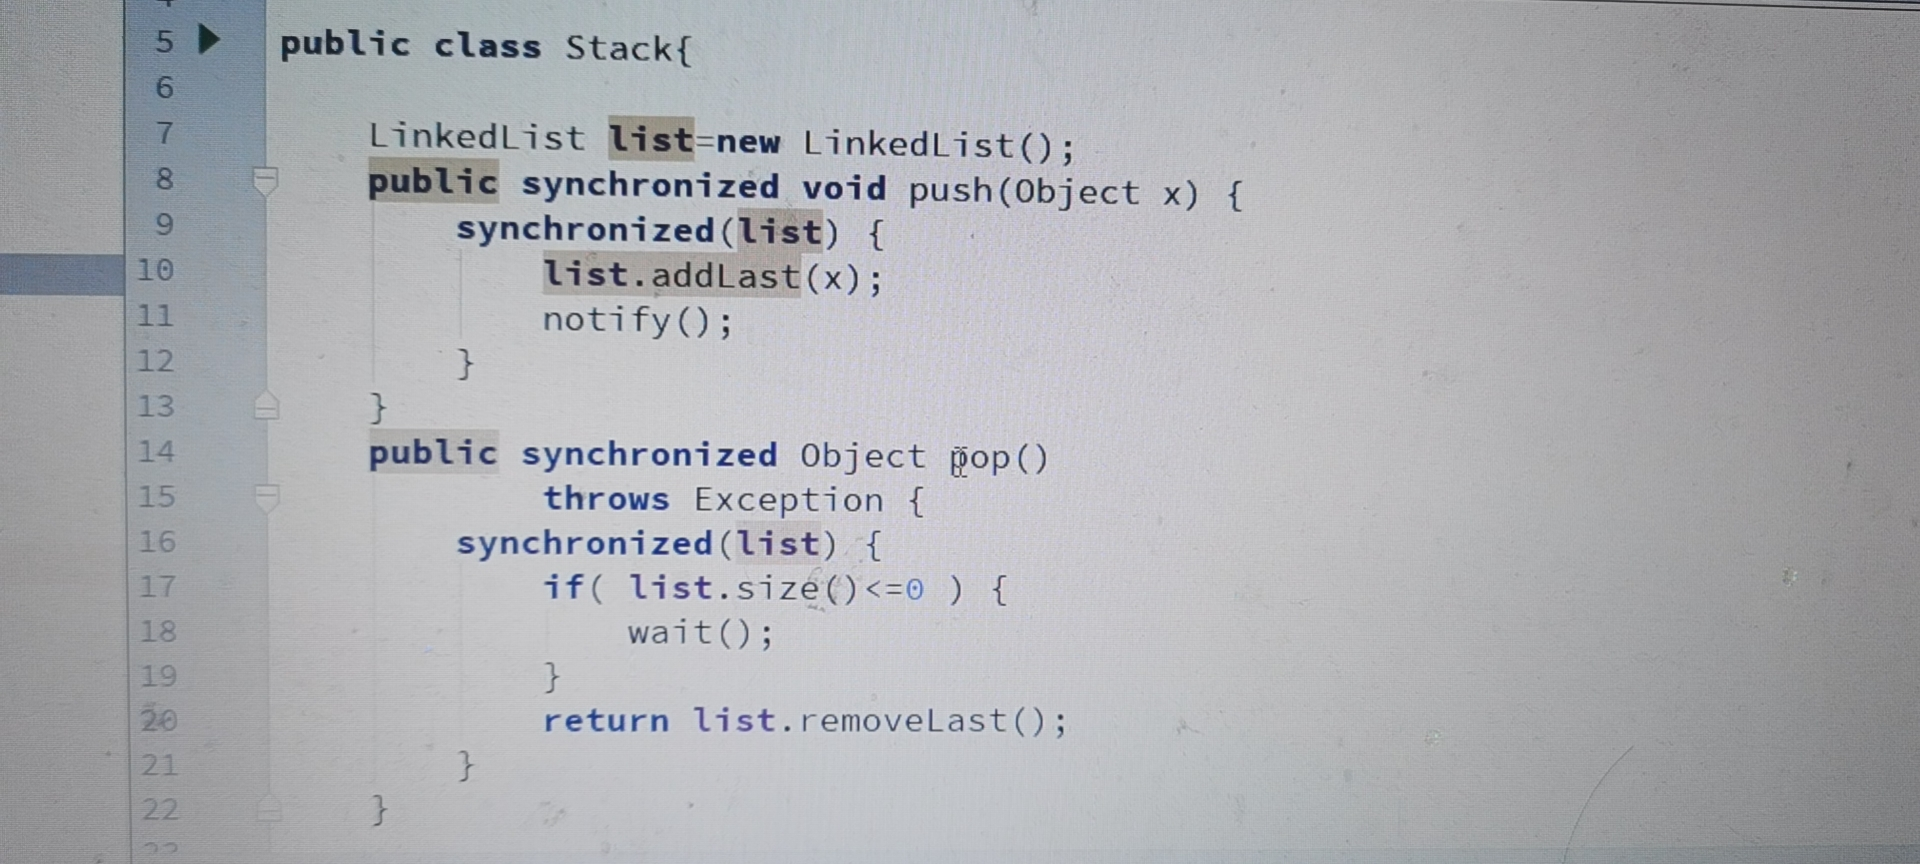 5 public class Stack{
6
7 LinkedList list=new LinkedList();
8 public synchronized void push(Object x) {
9 synchronized(list) {
10 list.addLast(x);
11 notify();
12 }
13 }
14 public synchronized Object pop()
15 throws Exception {
16 synchronized(list) {
17 if( list.size()<=0 ) {
18 wait();
19 }
20 return list.removeLast();
21 }
22 }